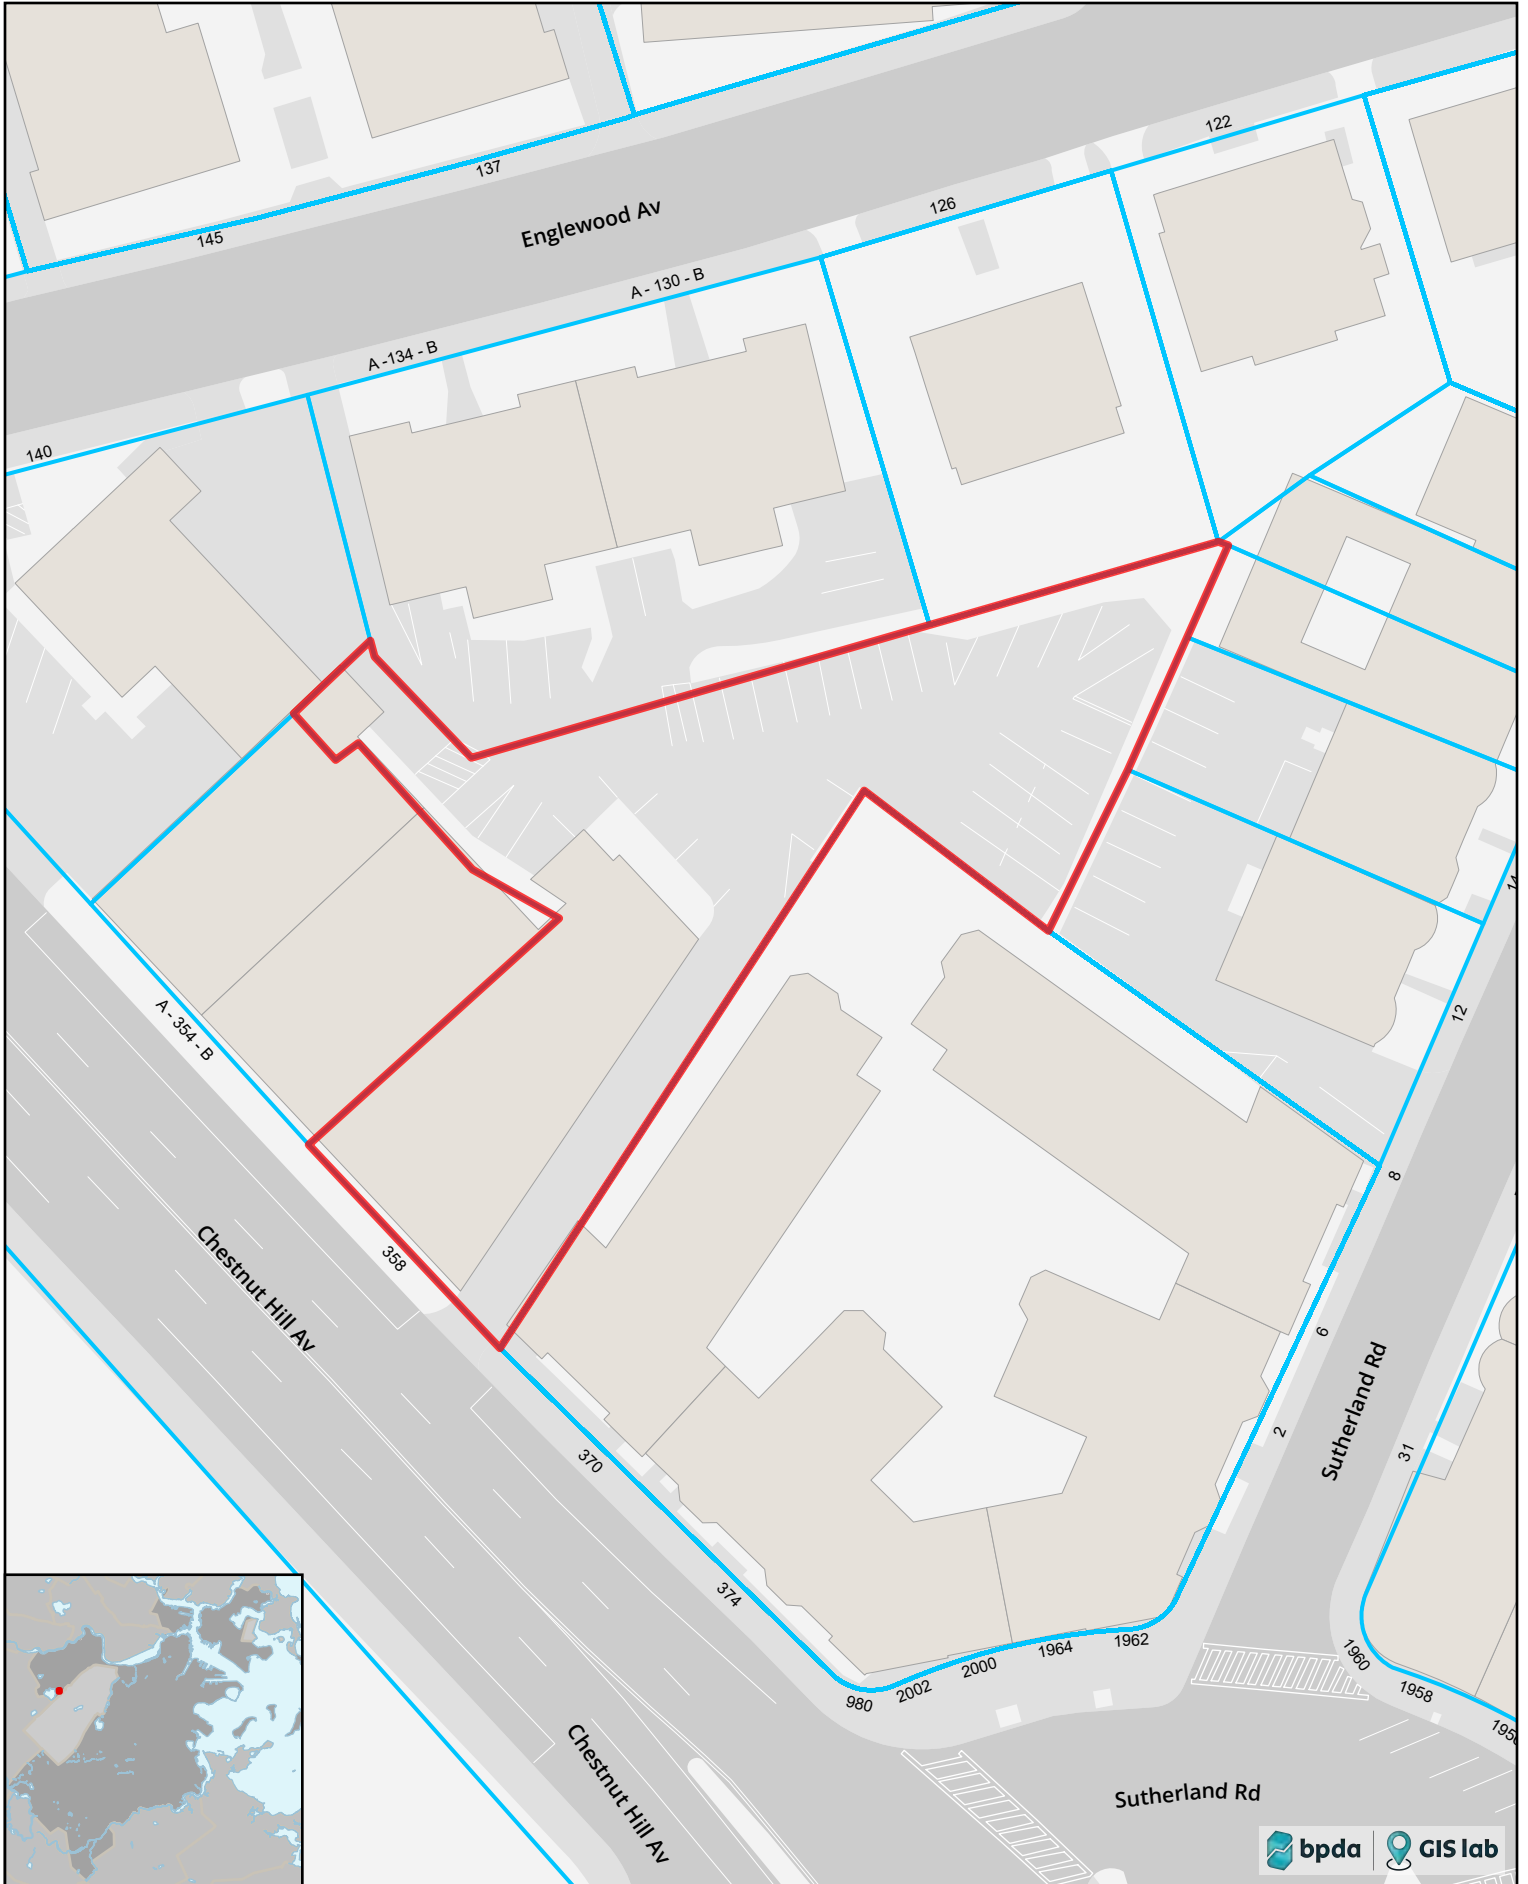 122
137
126
145
Englewood Av
A - 130 - B
A -134 - B
140
12
A - 354 - B
8
358
Chestnut Hill Av
6
Sutherland Rd
2
31
370
374
1962
1964
1960
2000
2002
980
1958
Chestnut Hill Av
Sutherland Rd
bpda
GIS lab